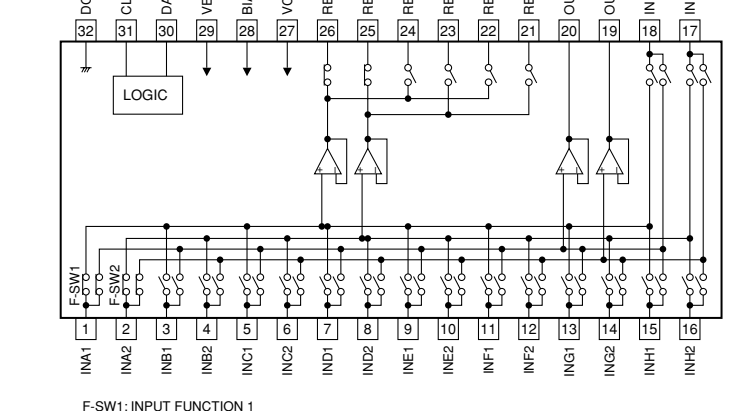 32 31 30 29 28 27 26 25 24 23 22 21 20 19 18 17
LOGIC
+ - + - + - + -
F-SW1
F-SW2
1 2 3 4 5 6 7 8 9 10 11 12 13 14 15 16
INA1 INA2 INB1 INB2 INC1 INC2 IND1 IND2 INE1 INE2 INF1 INF2 ING1 ING2 INH1 INH2
F-SW1: INPUT FUNCTION 1